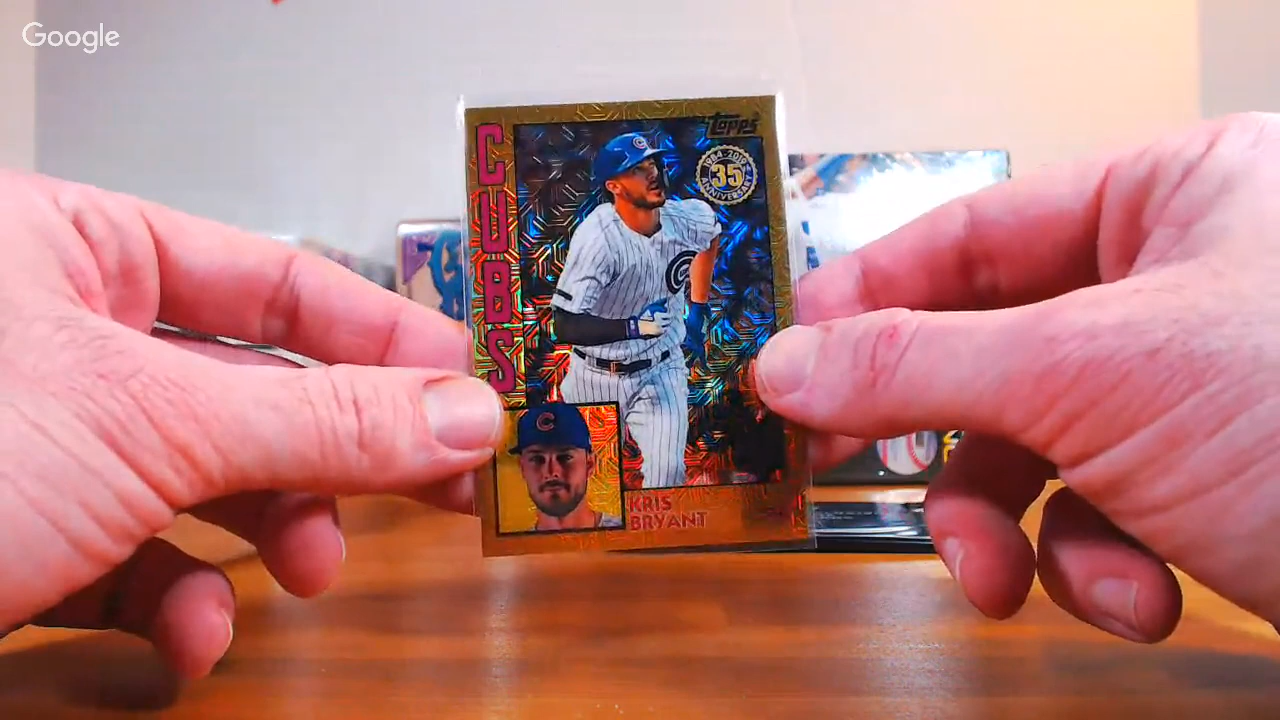 Google
Topps
CUBS
1984-2019
35
ANNIVERSARY
C
C
KRIS
BRYANT